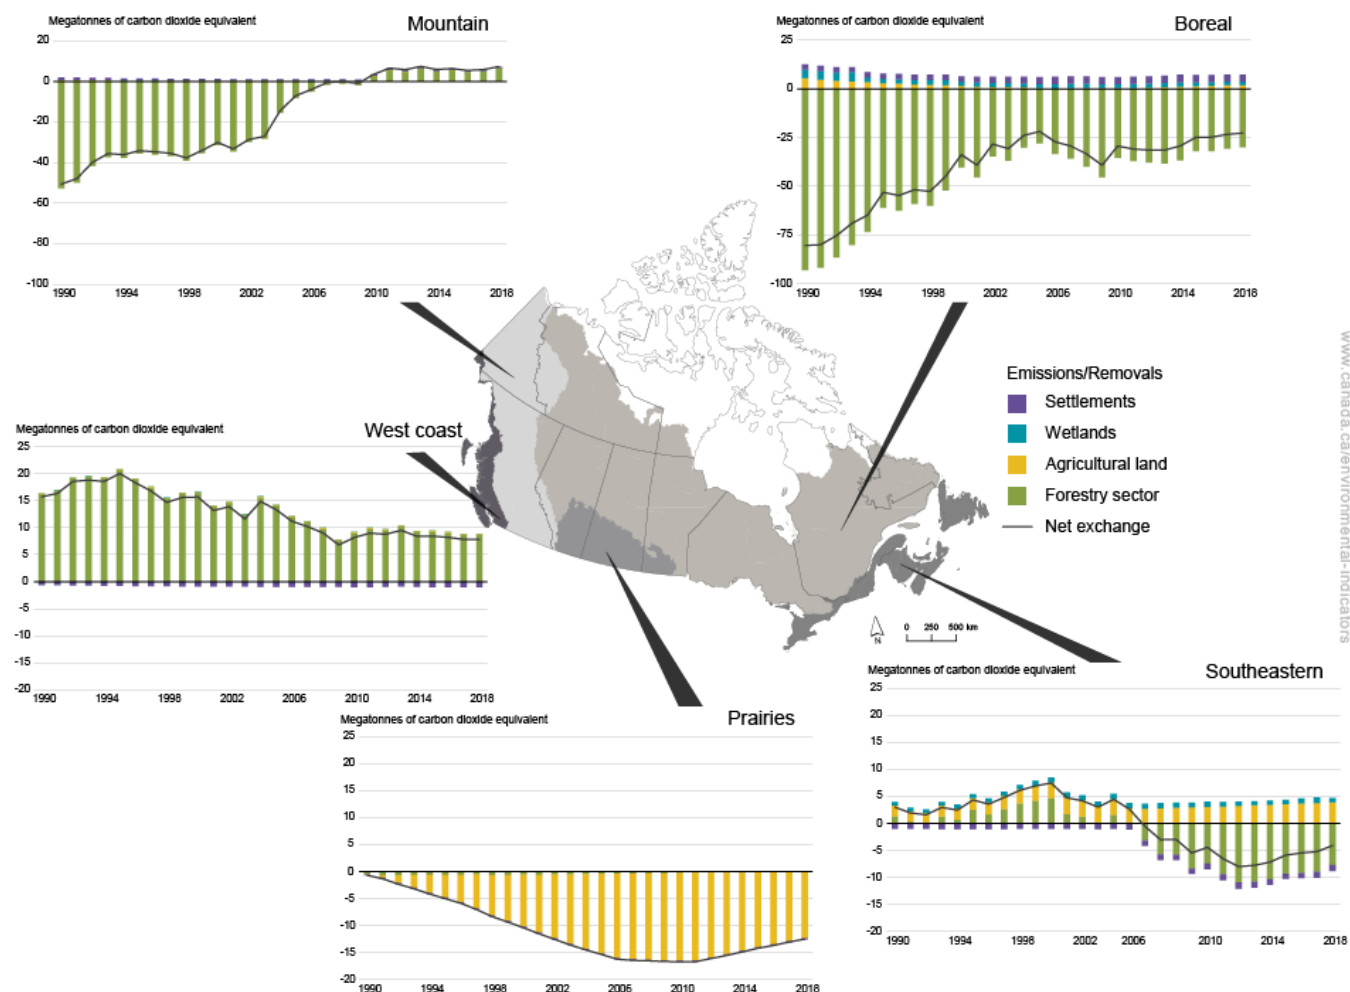 Megatonnes of carbon dioxide equivalent
Mountain
20
0
-20
-40
-60
-80
-100
1990 1994 1998 2002 2006 2010 2014 2018
Megatonnes of carbon dioxide equivalent
Boreal
25
0
-25
-50
-75
-100
1990 1994 1998 2002 2006 2010 2014 2018
Emissions/Removals
Settlements
Wetlands
Agricultural land
Forestry sector
Net exchange
www.canada.ca/environmental-indicators
Megatonnes of carbon dioxide equivalent
West coast
25
20
15
10
5
0
-5
-10
-15
-20
1990 1994 1998 2002 2006 2010 2014 2018
N
0 250 500 km
Megatonnes of carbon dioxide equivalent
Prairies
25
20
15
10
5
0
-5
-10
-15
-20
1990 1994 1998 2002 2006 2010 2014 2018
Megatonnes of carbon dioxide equivalent
Southeastern
25
20
15
10
5
0
-5
-10
-15
-20
1990 1994 1998 2002 2006 2010 2014 2018